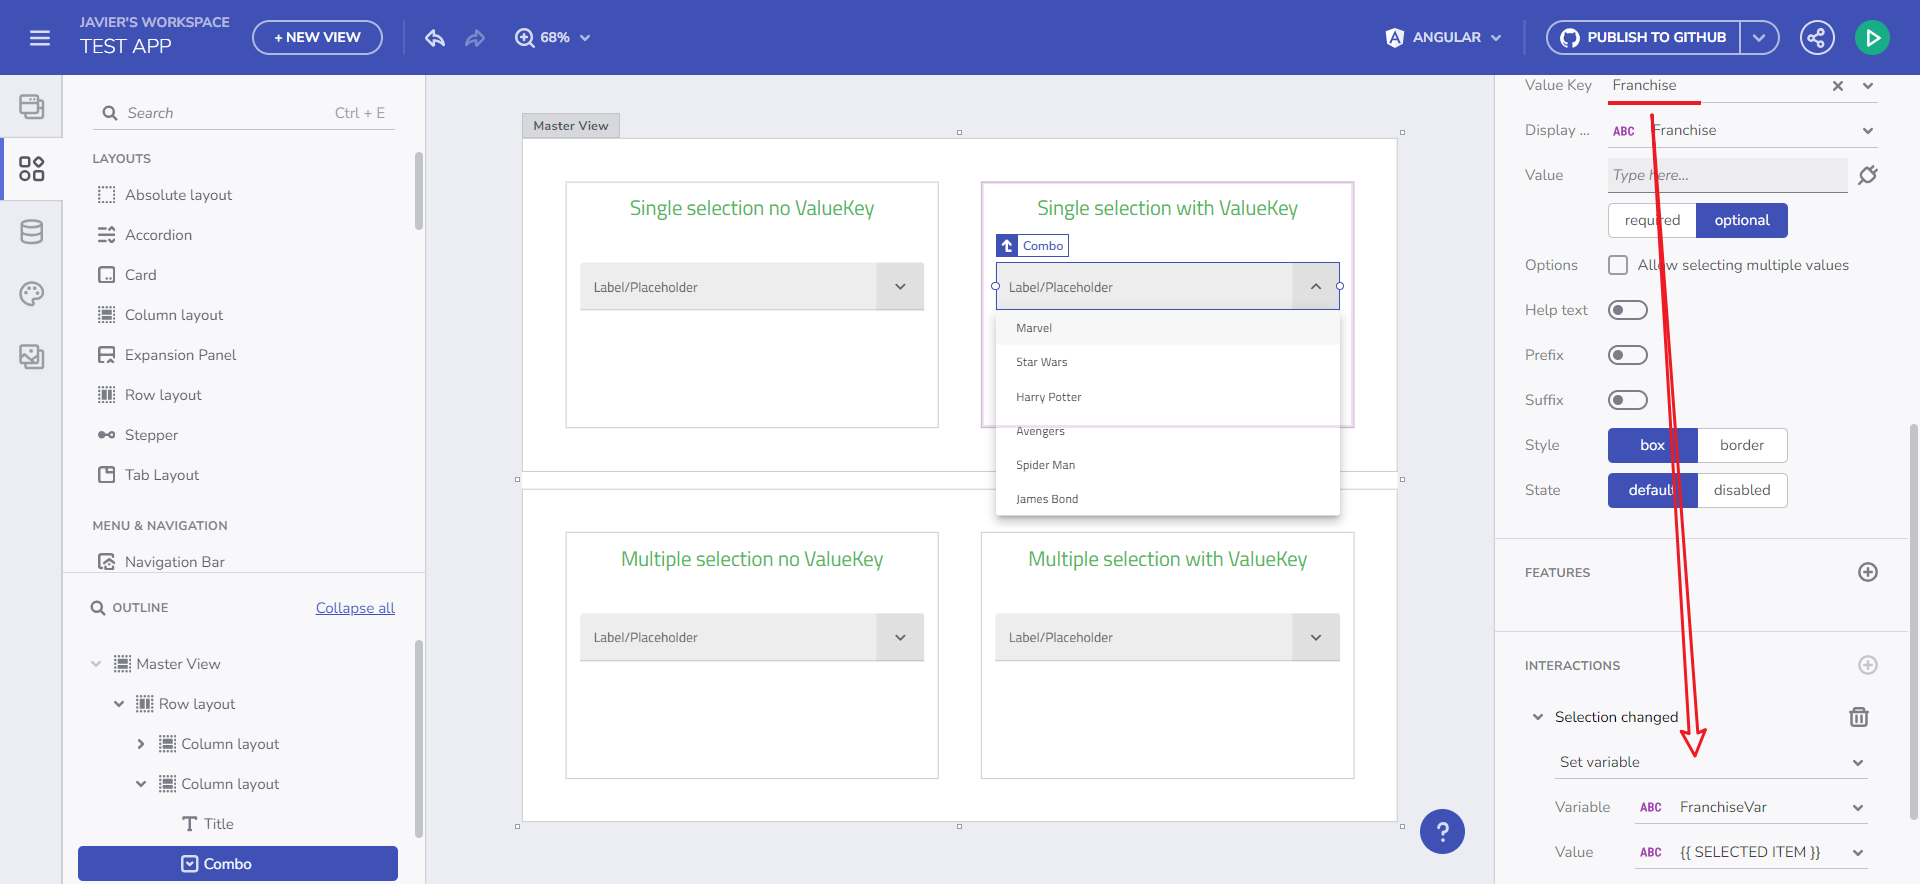 JAVIER'S WORKSPACE
TEST APP
+ NEW VIEW
68%
ANGULAR
PUBLISH TO GITHUB
Search
Ctrl + E
LAYOUTS
Absolute layout
Accordion
Card
Column layout
Expansion Panel
Row layout
Stepper
Tab Layout
MENU & NAVIGATION
Navigation Bar
OUTLINE
Collapse all
Master View
Row layout
Column layout
Column layout
Title
Combo
Master View
Single selection no ValueKey
Label/Placeholder
Single selection with ValueKey
Combo
Label/Placeholder
Marvel
Star Wars
Harry Potter
Avengers
Spider Man
James Bond
Multiple selection no ValueKey
Label/Placeholder
Multiple selection with ValueKey
Label/Placeholder
?
Value Key Franchise
Display ... ABC Franchise
Value Type here...
required optional
Options Allow selecting multiple values
Help text
Prefix
Suffix
Style box border
State default disabled
FEATURES
INTERACTIONS
Selection changed
Set variable
Variable ABC FranchiseVar
Value ABC {{ SELECTED ITEM }}